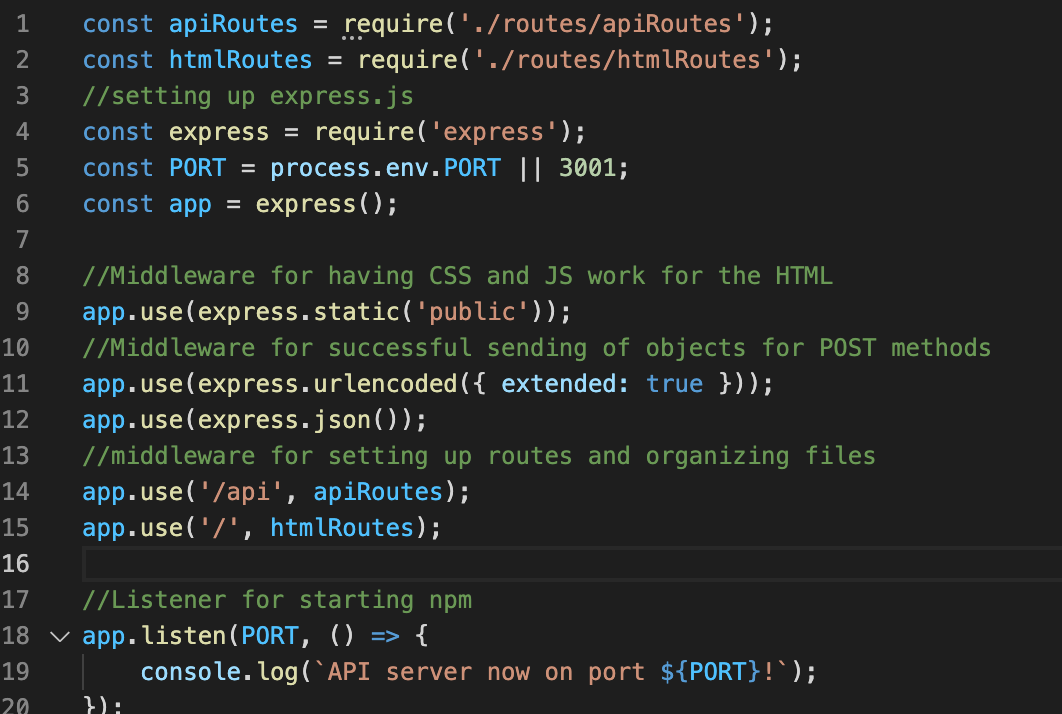 1 const apiRoutes = require('./routes/apiRoutes');
2 const htmlRoutes = require('./routes/htmlRoutes');
3 //setting up express.js
4 const express = require('express');
5 const PORT = process.env.PORT || 3001;
6 const app = express();
7
8 //Middleware for having CSS and JS work for the HTML
9 app.use(express.static('public'));
10 //Middleware for successful sending of objects for POST methods
11 app.use(express.urlencoded({ extended: true }));
12 app.use(express.json());
13 //middleware for setting up routes and organizing files
14 app.use('/api', apiRoutes);
15 app.use('/', htmlRoutes);
16
17 //Listener for starting npm
18 app.listen(PORT, () => {
19     console.log(`API server now on port ${PORT}!`);
20 });